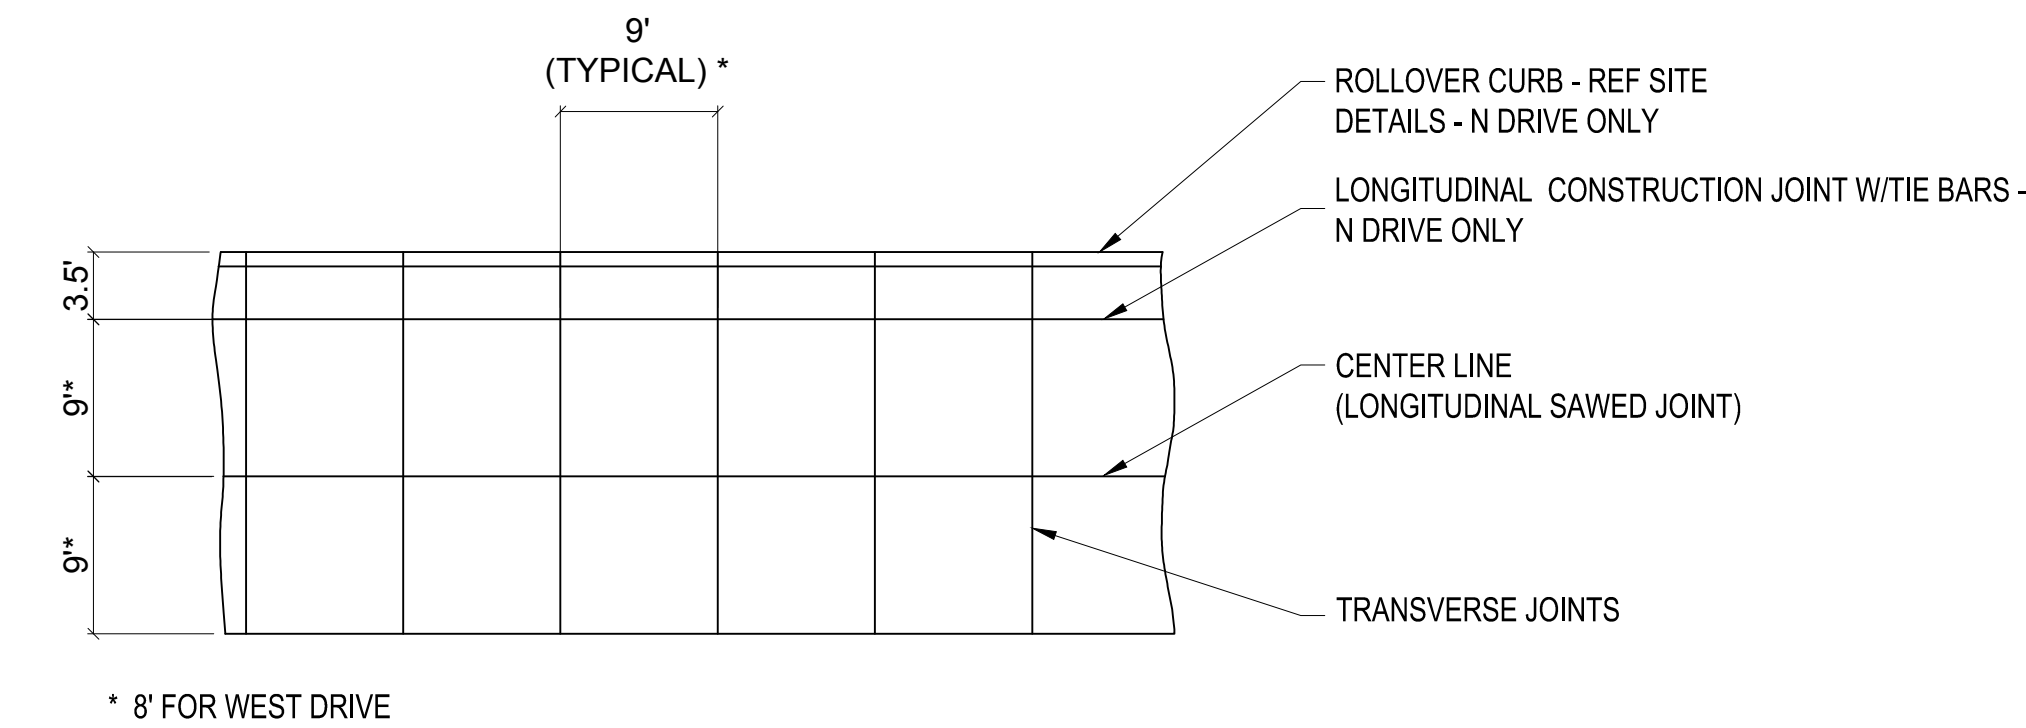 9'
(TYPICAL) *
ROLLOVER CURB - REF SITE
DETAILS - N DRIVE ONLY
LONGITUDINAL CONSTRUCTION JOINT W/TIE BARS -
N DRIVE ONLY
3.5'
9'*
CENTER LINE
(LONGITUDINAL SAWED JOINT)
9'*
TRANSVERSE JOINTS
* 8' FOR WEST DRIVE